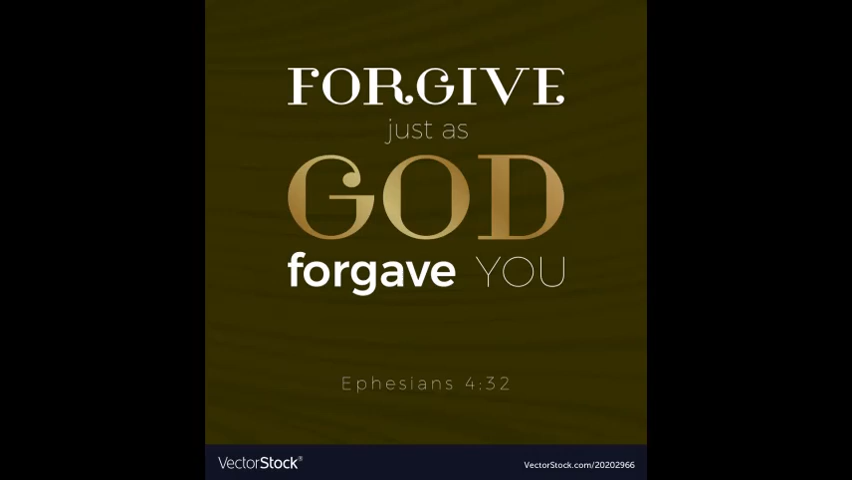 FORGIVE
just as
GOD
forgave YOU
Ephesians 4:32
VectorStock®
VectorStock.com/20202966